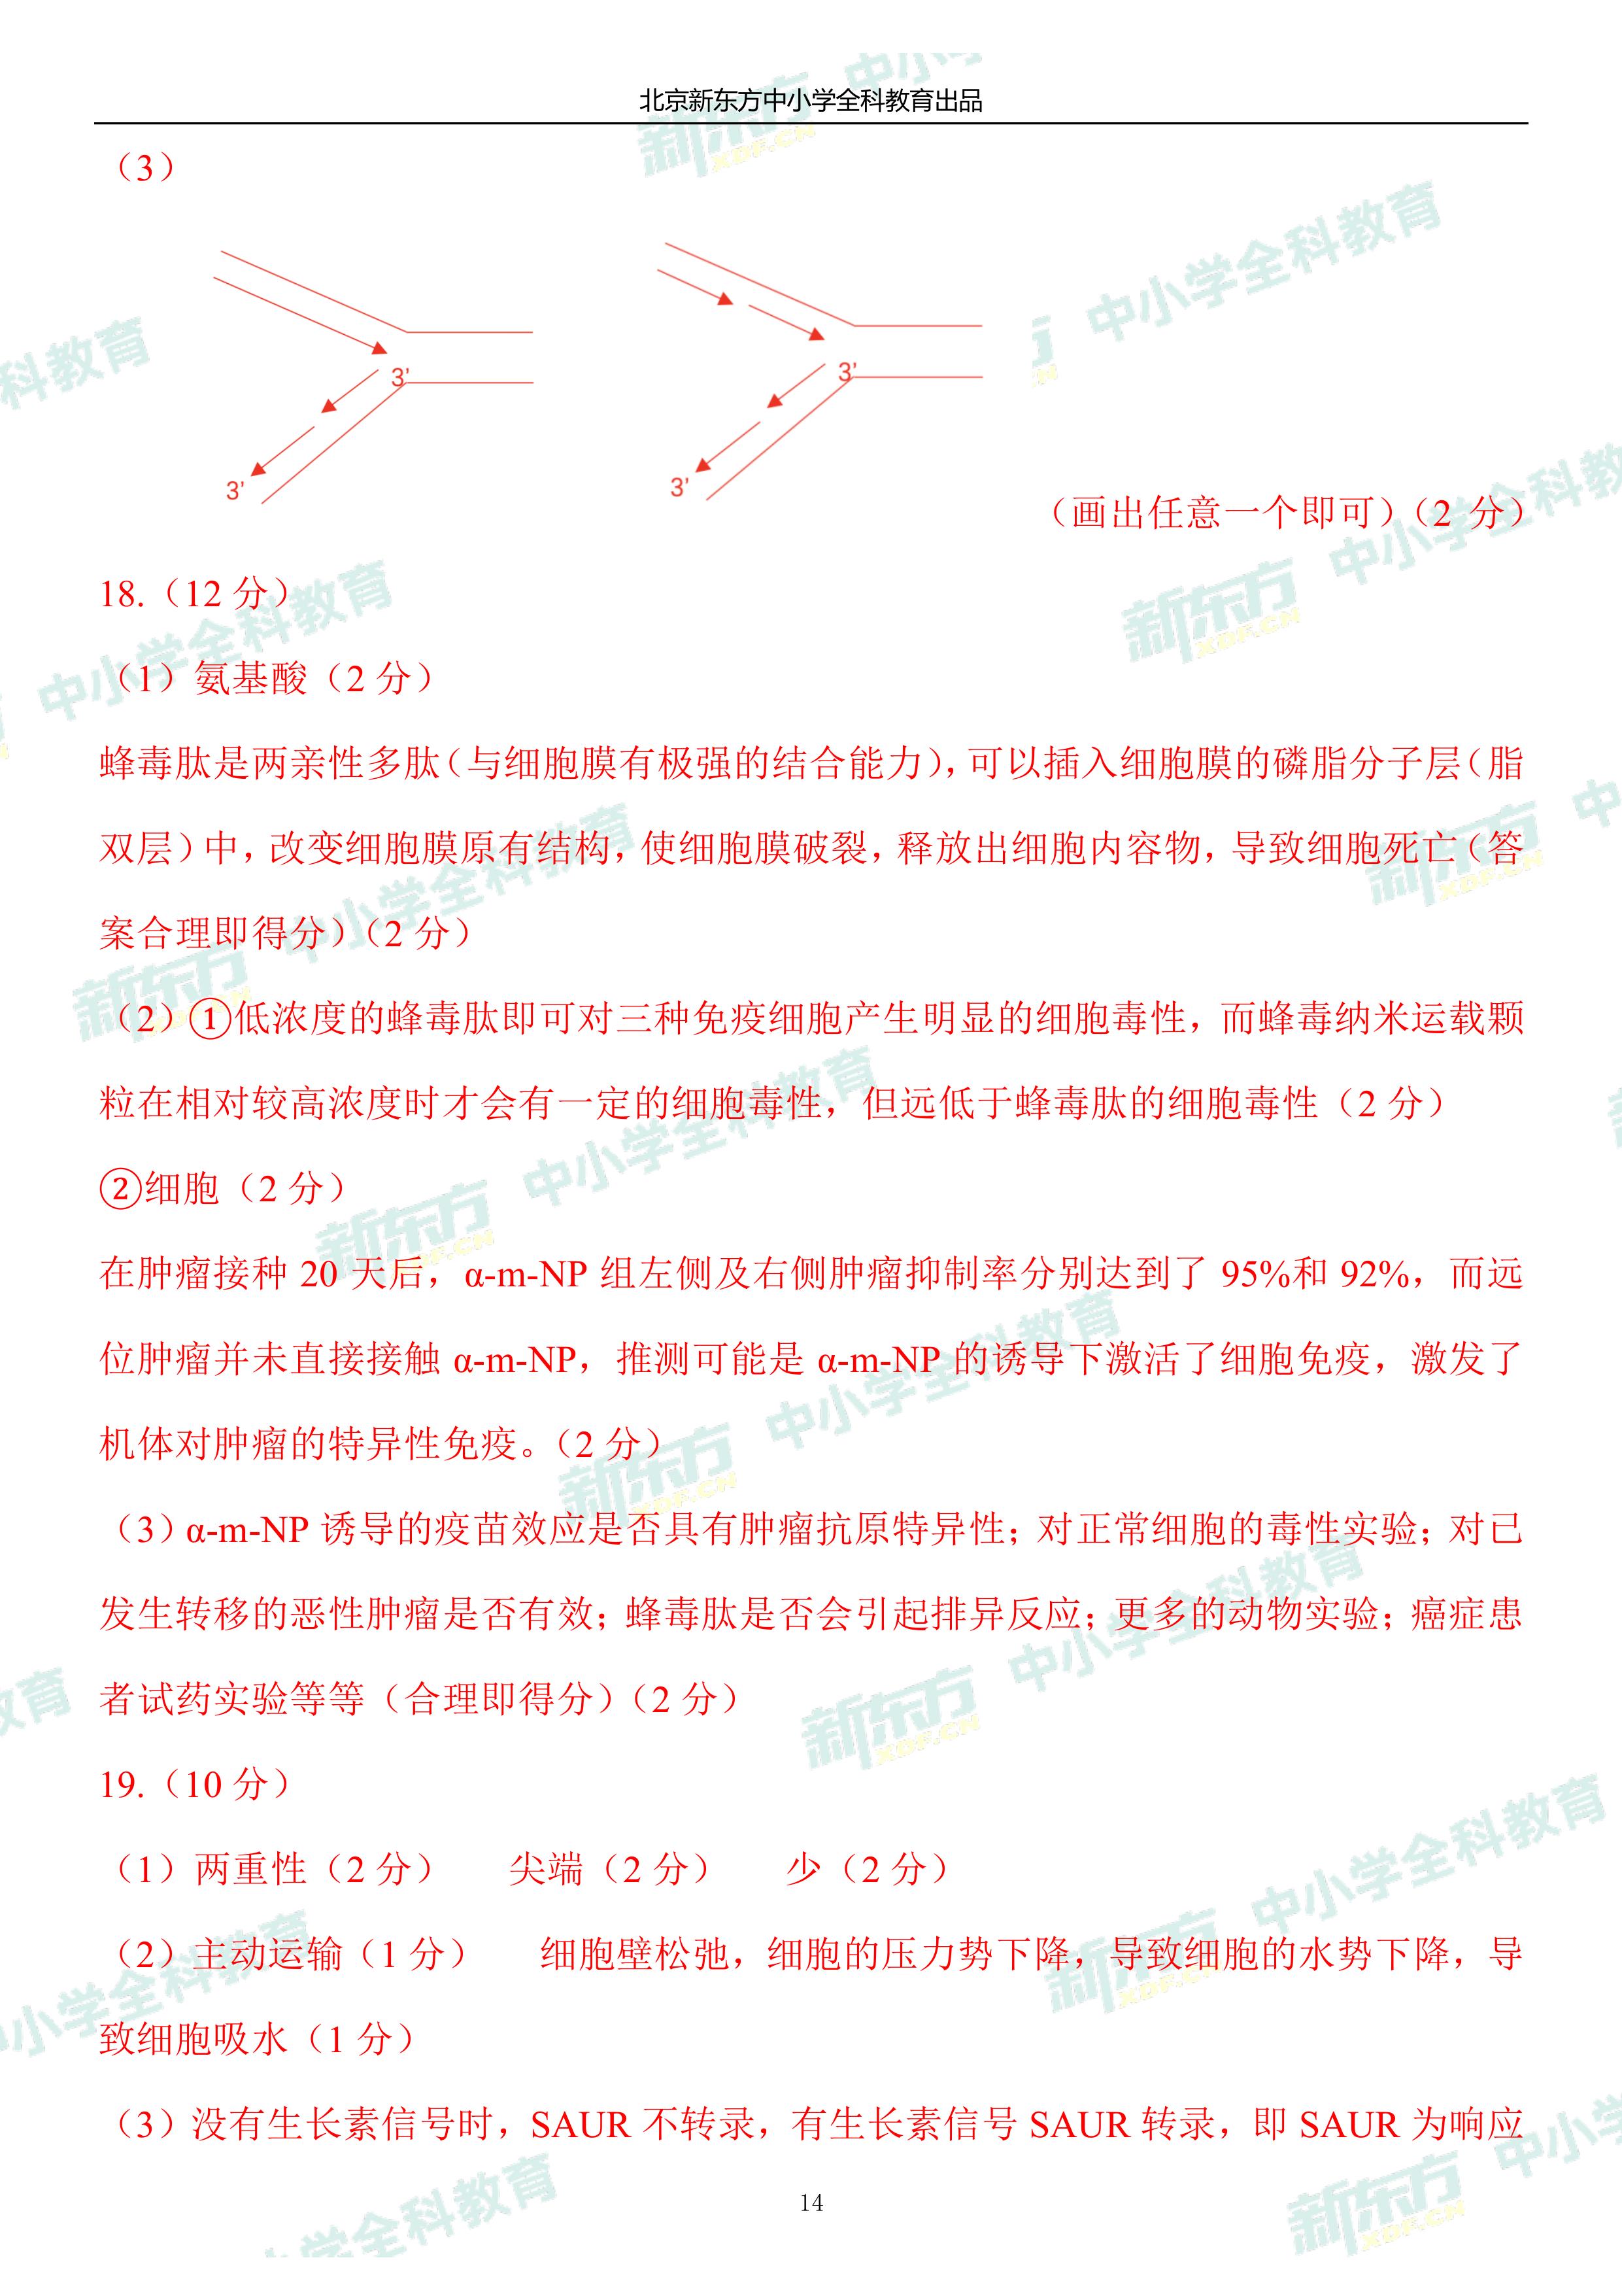 北京新东方中小学全科教育出品
（3）
3'
3'
3'
3'
（画出任意一个即可）（2 分）
18.（12 分）
（1）氨基酸（2 分）
蜂毒肽是两亲性多肽（与细胞膜有极强的结合能力），可以插入细胞膜的磷脂分子层（脂
双层）中，改变细胞膜原有结构，使细胞膜破裂，释放出细胞内容物，导致细胞死亡（答
案合理即得分）（2 分）
（2）①低浓度的蜂毒肽即可对三种免疫细胞产生明显的细胞毒性，而蜂毒纳米运载颗
粒在相对较高浓度时才会有一定的细胞毒性，但远低于蜂毒肽的细胞毒性（2 分）
②细胞（2 分）
在肿瘤接种 20 天后，α-m-NP 组左侧及右侧肿瘤抑制率分别达到了 95%和 92%，而远
位肿瘤并未直接接触 α-m-NP，推测可能是 α-m-NP 的诱导下激活了细胞免疫，激发了
机体对肿瘤的特异性免疫。（2 分）
（3）α-m-NP 诱导的疫苗效应是否具有肿瘤抗原特异性；对正常细胞的毒性实验；对已
发生转移的恶性肿瘤是否有效；蜂毒肽是否会引起排异反应；更多的动物实验；癌症患
者试药实验等等（合理即得分）（2 分）
19.（10 分）
（1）两重性（2 分） 尖端（2 分） 少（2 分）
（2）主动运输（1 分） 细胞壁松弛，细胞的压力势下降，导致细胞的水势下降，导
致细胞吸水（1 分）
（3）没有生长素信号时，SAUR 不转录，有生长素信号 SAUR 转录，即 SAUR 为响应
14